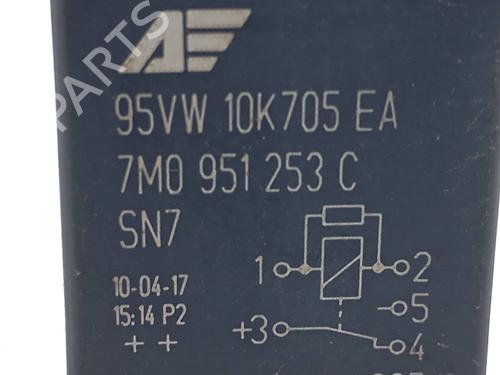 PARTS
95VW 10K705 EA
7M0 951 253 C
SN7
10-04-17
15:14 P2
+ +
1 2
5
+3 4